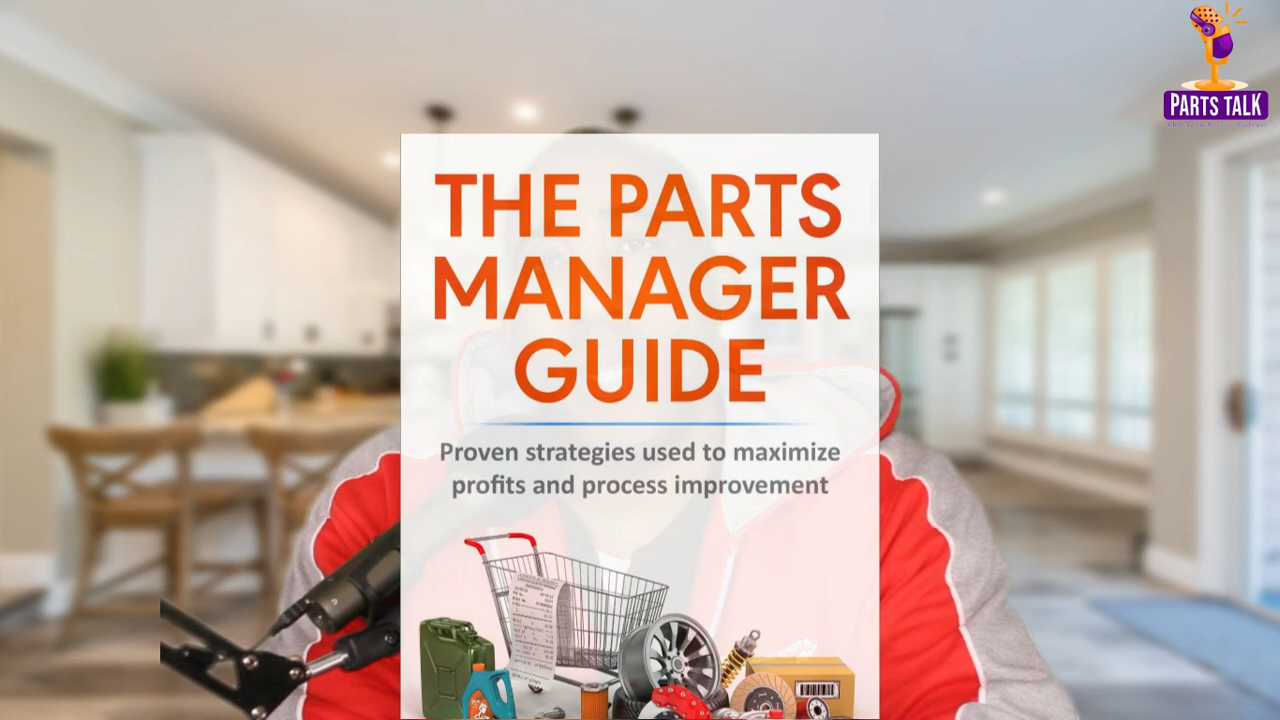 PARTS TALK
THE PARTS
MANAGER
GUIDE
Proven strategies used to maximize
profits and process improvement